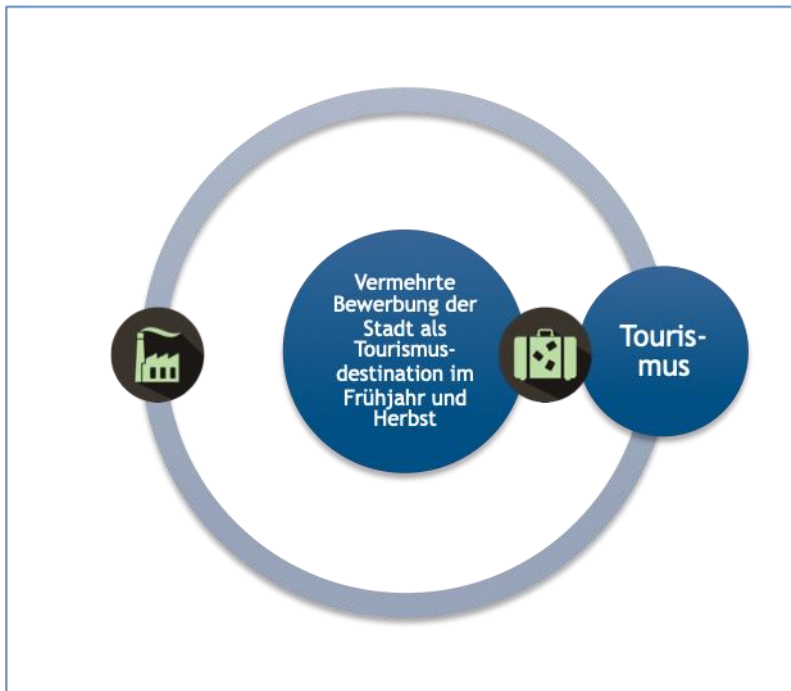 Vermehrte
Bewerbung der
Stadt als
Tourismus-
destination im
Frühjahr und
Herbst
Touris-
mus